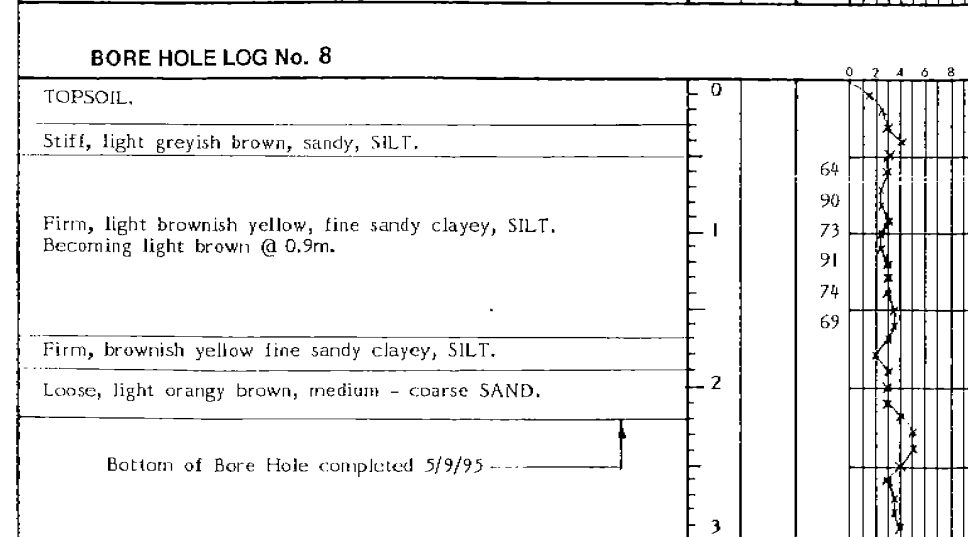 BORE HOLE LOG No. 8
0 2 4 6 8
TOPSOIL.
0
Stiff, light greyish brown, sandy, SILT.
64
90
Firm, light brownish yellow, fine sandy clayey, SILT.
1
73
Becoming light brown @ 0.9m.
91
74
69
Firm, brownish yellow fine sandy clayey, SILT.
Loose, light orangy brown, medium - coarse SAND.
2
Bottom of Bore Hole completed 5/9/95
3